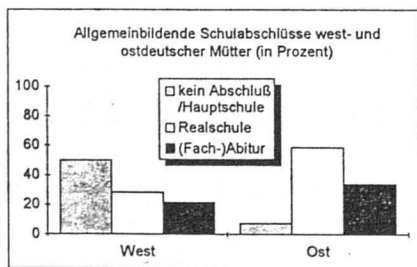 Allgemeinbildende Schulabschlüsse west- und
ostdeutscher Mütter (in Prozent)
100
80
60
40
20
0
kein Abschluß
/Hauptschule
Realschule
(Fach-)Abitur
West
Ost